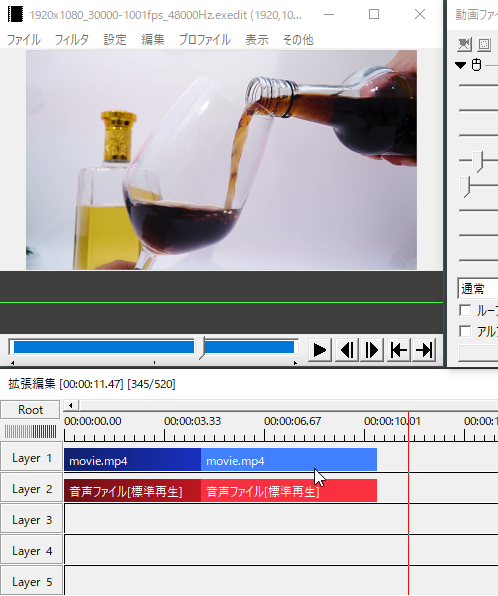 1920x1080_30000-1001fps_48000Hz.exedit (1920,10...
ファイル フィルタ 設定 編集 プロファイル 表示 その他
動画ファイ
通常
ループ
アルフ
拡張編集 [00:00:11.47] [345/520]
Root
00:00:00.00 00:00:03.33 00:00:06.67 00:00:10.01 00:00:1
Layer 1 movie.mp4 movie.mp4
Layer 2 音声ファイル[標準再生] 音声ファイル[標準再生]
Layer 3
Layer 4
Layer 5